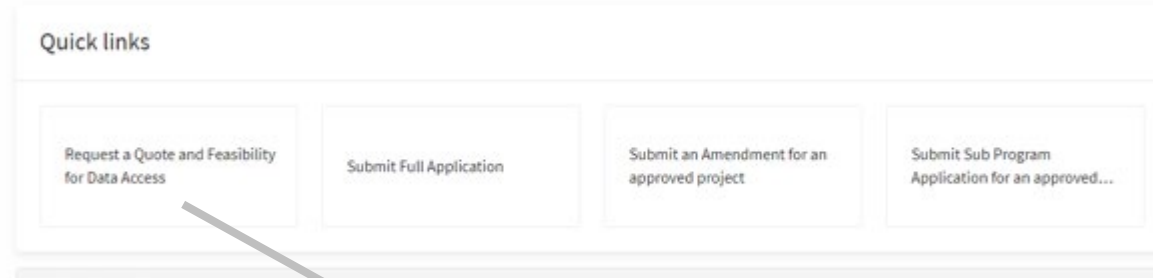 Quick links
Request a Quote and Feasibility
for Data Access
Submit Full Application
Submit an Amendment for an
approved project
Submit Sub Program
Application for an approved...